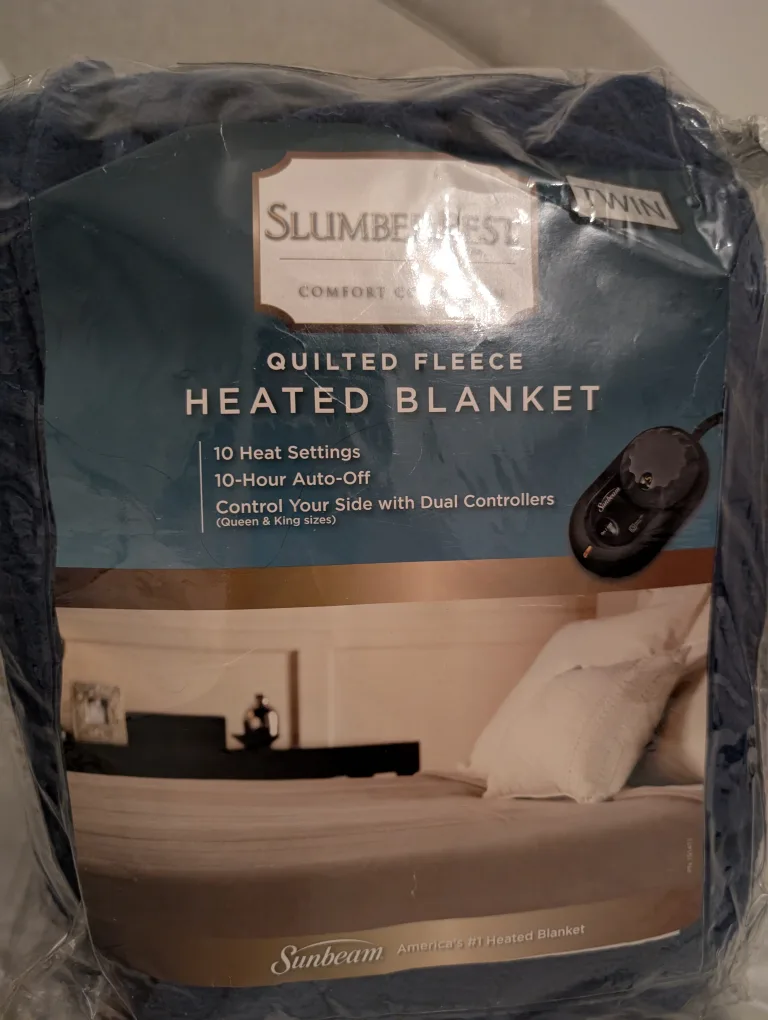 SLUMBERREST
TWIN
COMFORT
QUILTED FLEECE
HEATED BLANKET
10 Heat Settings
10-Hour Auto-Off
Control Your Side with Dual Controllers
(Queen & King sizes)
Sunbeam
Sunbeam
America's #1 Heated Blanket